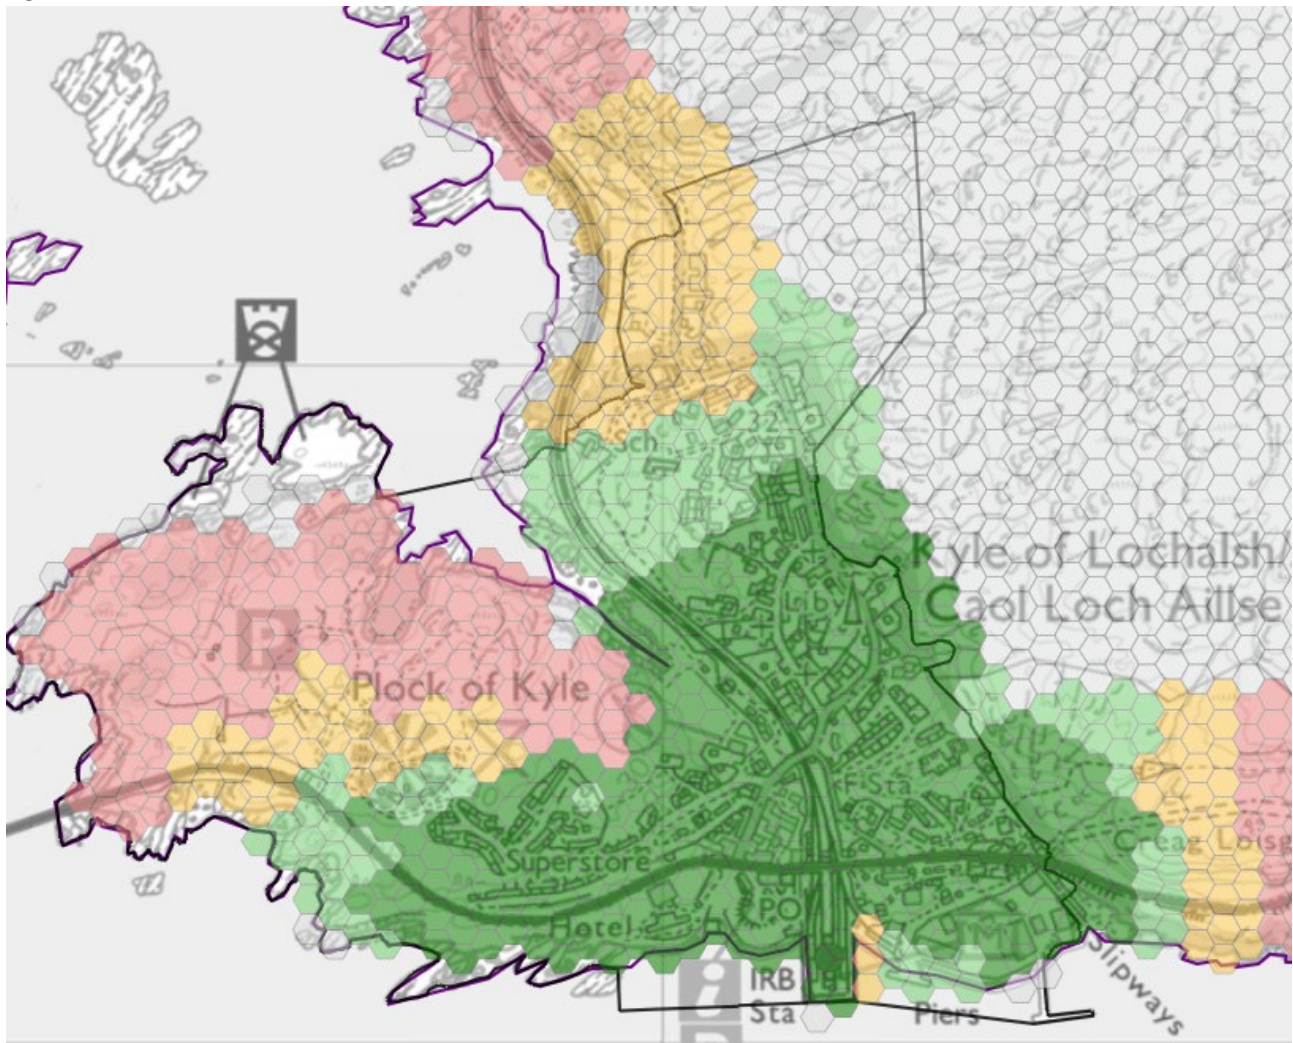 32
Sch
Kyle of Lochalsh/
Caol Loch Aillse
Liby
P
Plock of Kyle
F Sta
Creag Loisg
Superstore
PO
Hotel
i
IRB
Sta
Piers
Slipways